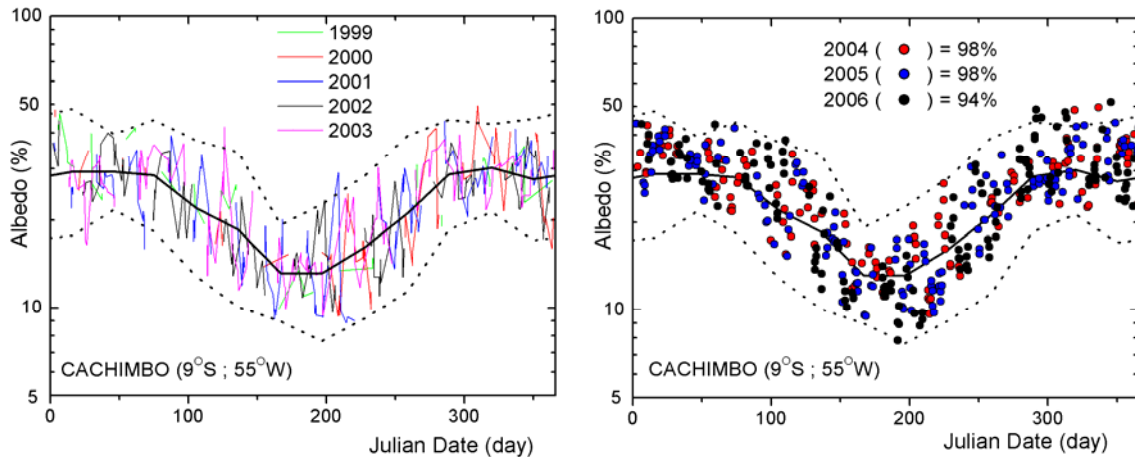 100
50
10
5
Albedo (%)
1999
2000
2001
2002
2003
CACHIMBO (9°S ; 55°W)
0
100
200
300
Julian Date (day)
100
50
10
5
Albedo (%)
2004 ( ) = 98%
2005 ( ) = 98%
2006 ( ) = 94%
CACHIMBO (9°S ; 55°W)
0
100
200
300
Julian Date (day)